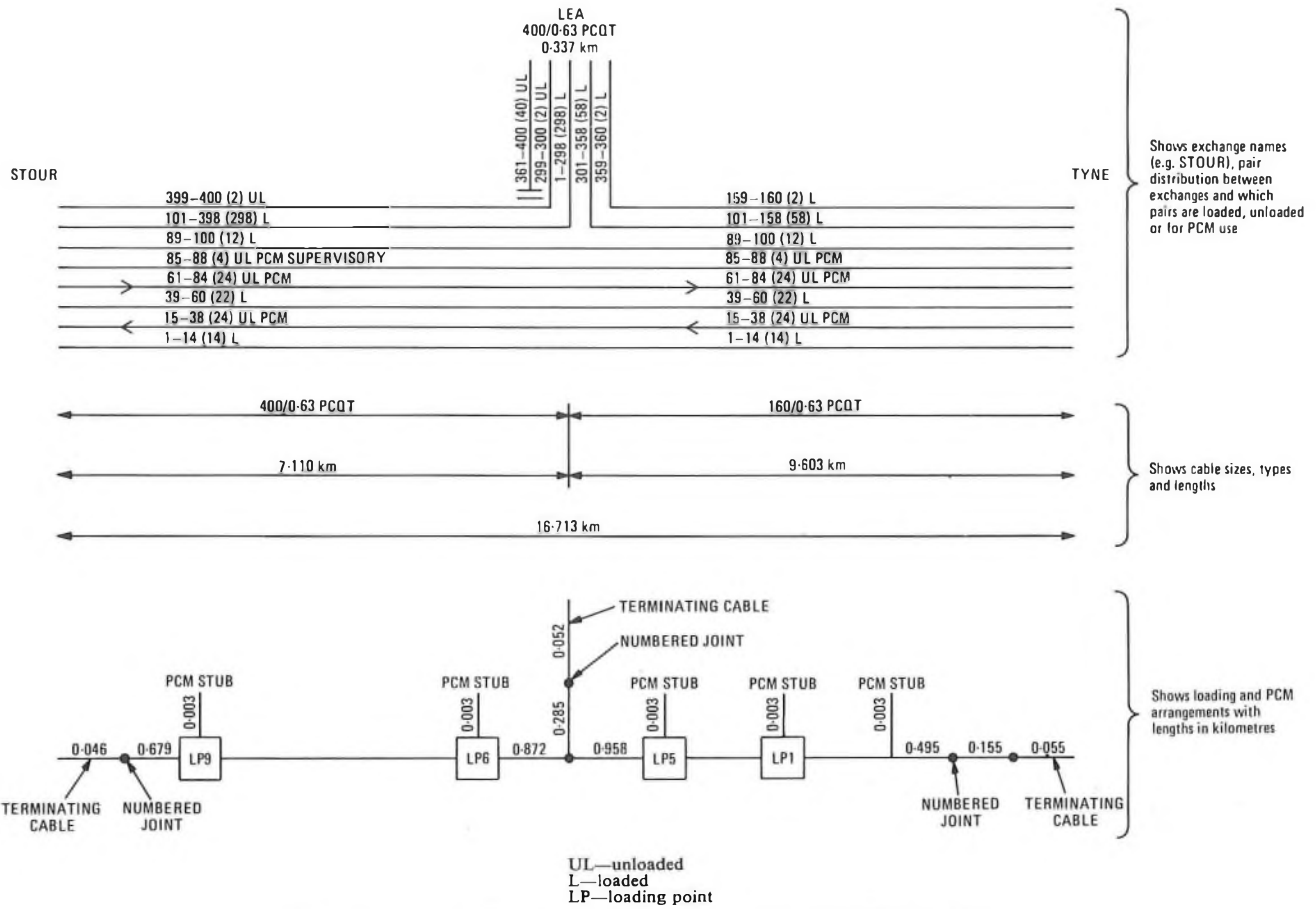 LEA
400/0·63 PCQT
0·337 km
361–400 (40) UL
299–300 (2) UL
1–298 (298) L
301–358 (58) L
359–360 (2) L
STOUR
TYNE
399–400 (2) UL
101–398 (298) L
89–100 (12) L
85–88 (4) UL PCM SUPERVISORY
61–84 (24) UL PCM
39–60 (22) L
15–38 (24) UL PCM
1–14 (14) L
159–160 (2) L
101–158 (58) L
89–100 (12) L
85–88 (4) UL PCM
61–84 (24) UL PCM
39–60 (22) L
15–38 (24) UL PCM
1–14 (14) L
Shows exchange names
(e.g. STOUR), pair
distribution between
exchanges and which
pairs are loaded, unloaded
or for PCM use
400/0·63 PCQT
160/0·63 PCQT
7·110 km
9·603 km
16·713 km
Shows cable sizes, types
and lengths
TERMINATING CABLE
0·052
NUMBERED JOINT
0·285
PCM STUB
0·003
PCM STUB
0·003
PCM STUB
0·003
PCM STUB
0·003
PCM STUB
0·003
0·046
0·679
LP9
LP6
0·872
0·958
LP5
LP1
0·495
0·155
0·055
TERMINATING
CABLE
NUMBERED
JOINT
NUMBERED
JOINT
TERMINATING
CABLE
Shows loading and PCM
arrangements with
lengths in kilometres
UL—unloaded
L—loaded
LP—loading point